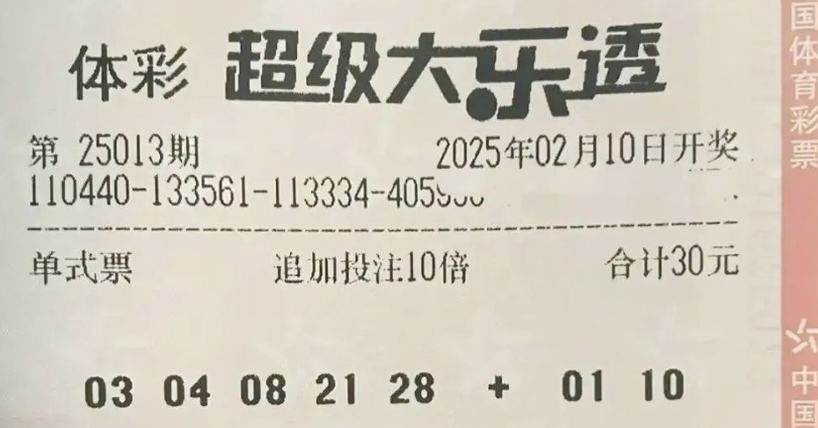 体彩 超级大乐透
第 25013期 2025年02月10日开奖
110440-133561-113334-405
单式票 追加投注10倍 合计30元
03 04 08 21 28 + 01 10
国体育彩票
中国